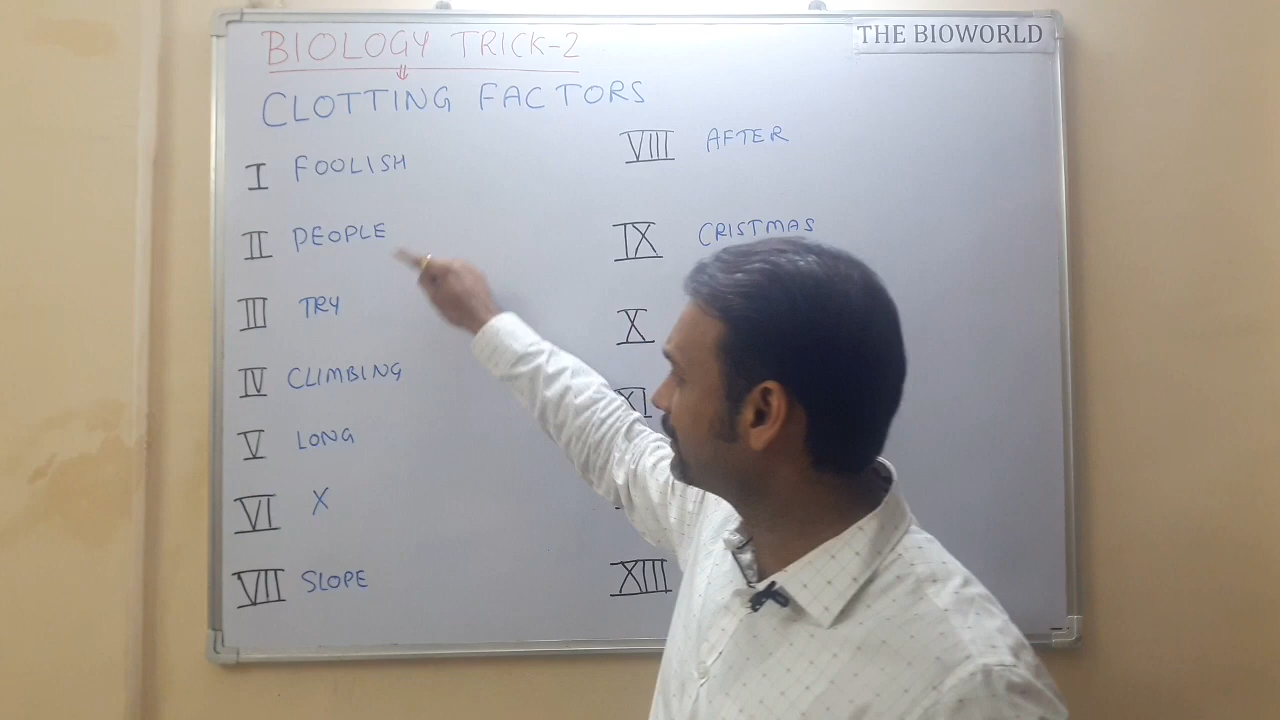 BIOLOGY TRICK-2
THE BIOWORLD
⇓
CLOTTING FACTORS
I FOOLISH
II PEOPLE
III TRY
IV CLIMBING
V LONG
VI X
VII SLOPE
VIII AFTER
IX CRISTMAS
X
XI
XIII